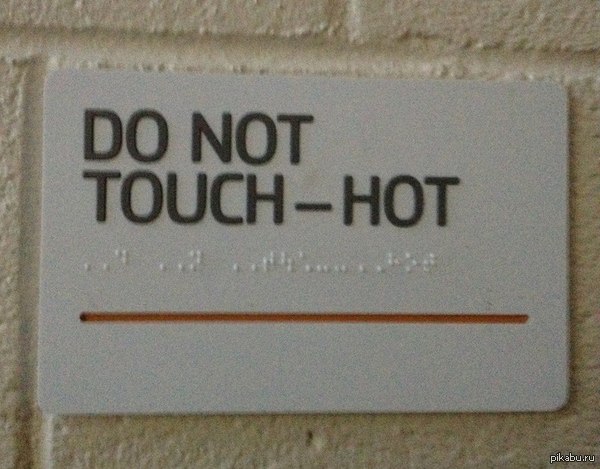 DO NOT
TOUCH – HOT
pikabu.ru